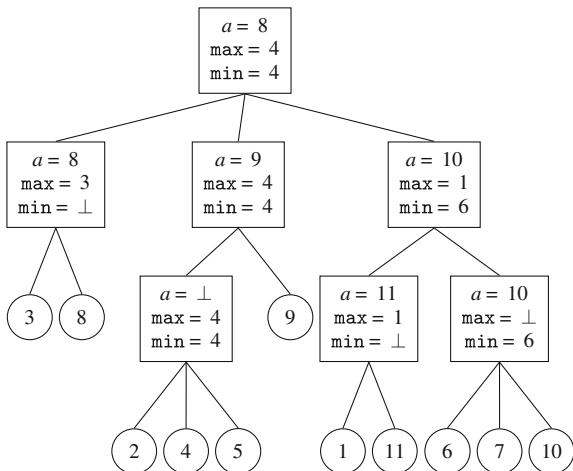 a = 8
max = 4
min = 4
a = 8
max = 3
min = ⊥
a = 9
max = 4
min = 4
a = 10
max = 1
min = 6
3
8
a = ⊥
max = 4
min = 4
9
a = 11
max = 1
min = ⊥
a = 10
max = ⊥
min = 6
2
4
5
1
11
6
7
10